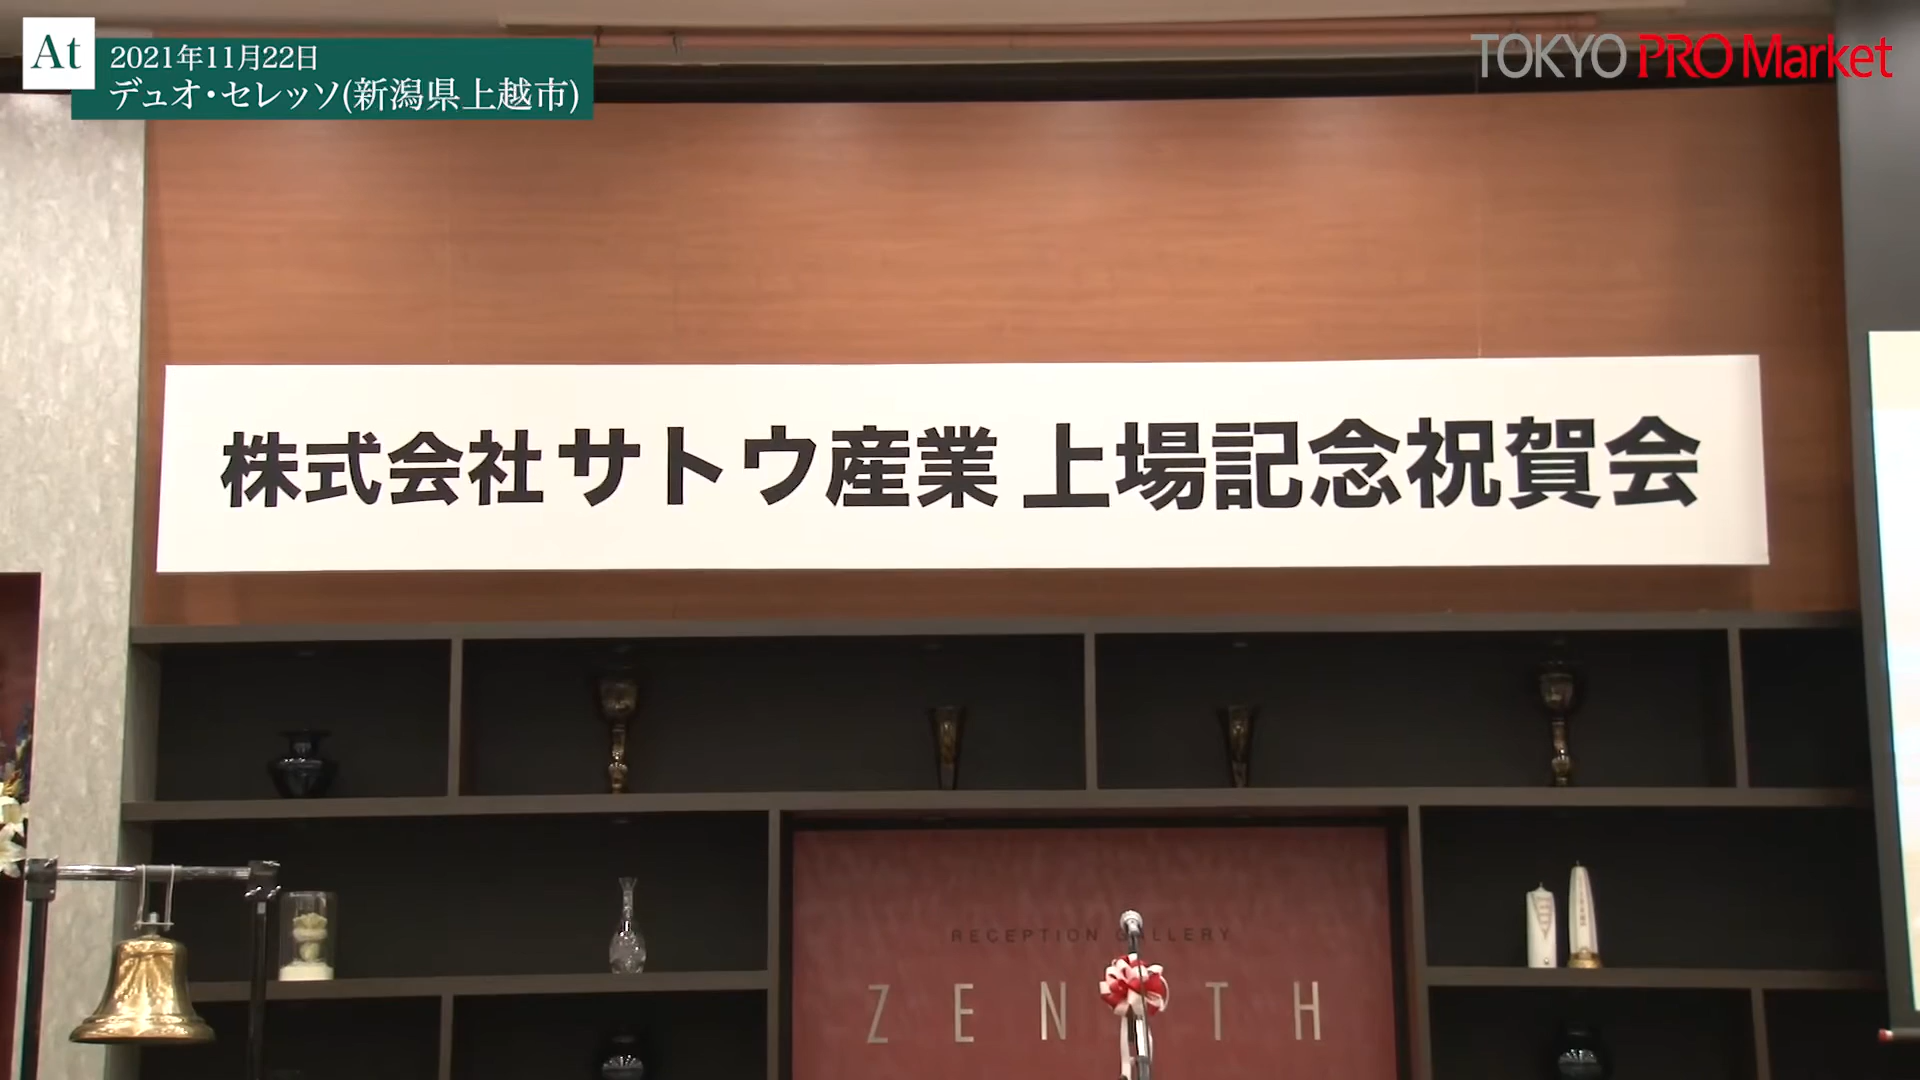 At
2021年11月22日
デュオ・セレッソ(新潟県上越市)
TOKYO PRO Market
株式会社サトウ産業 上場記念祝賀会
RECEPTION GALLERY
ZENITH